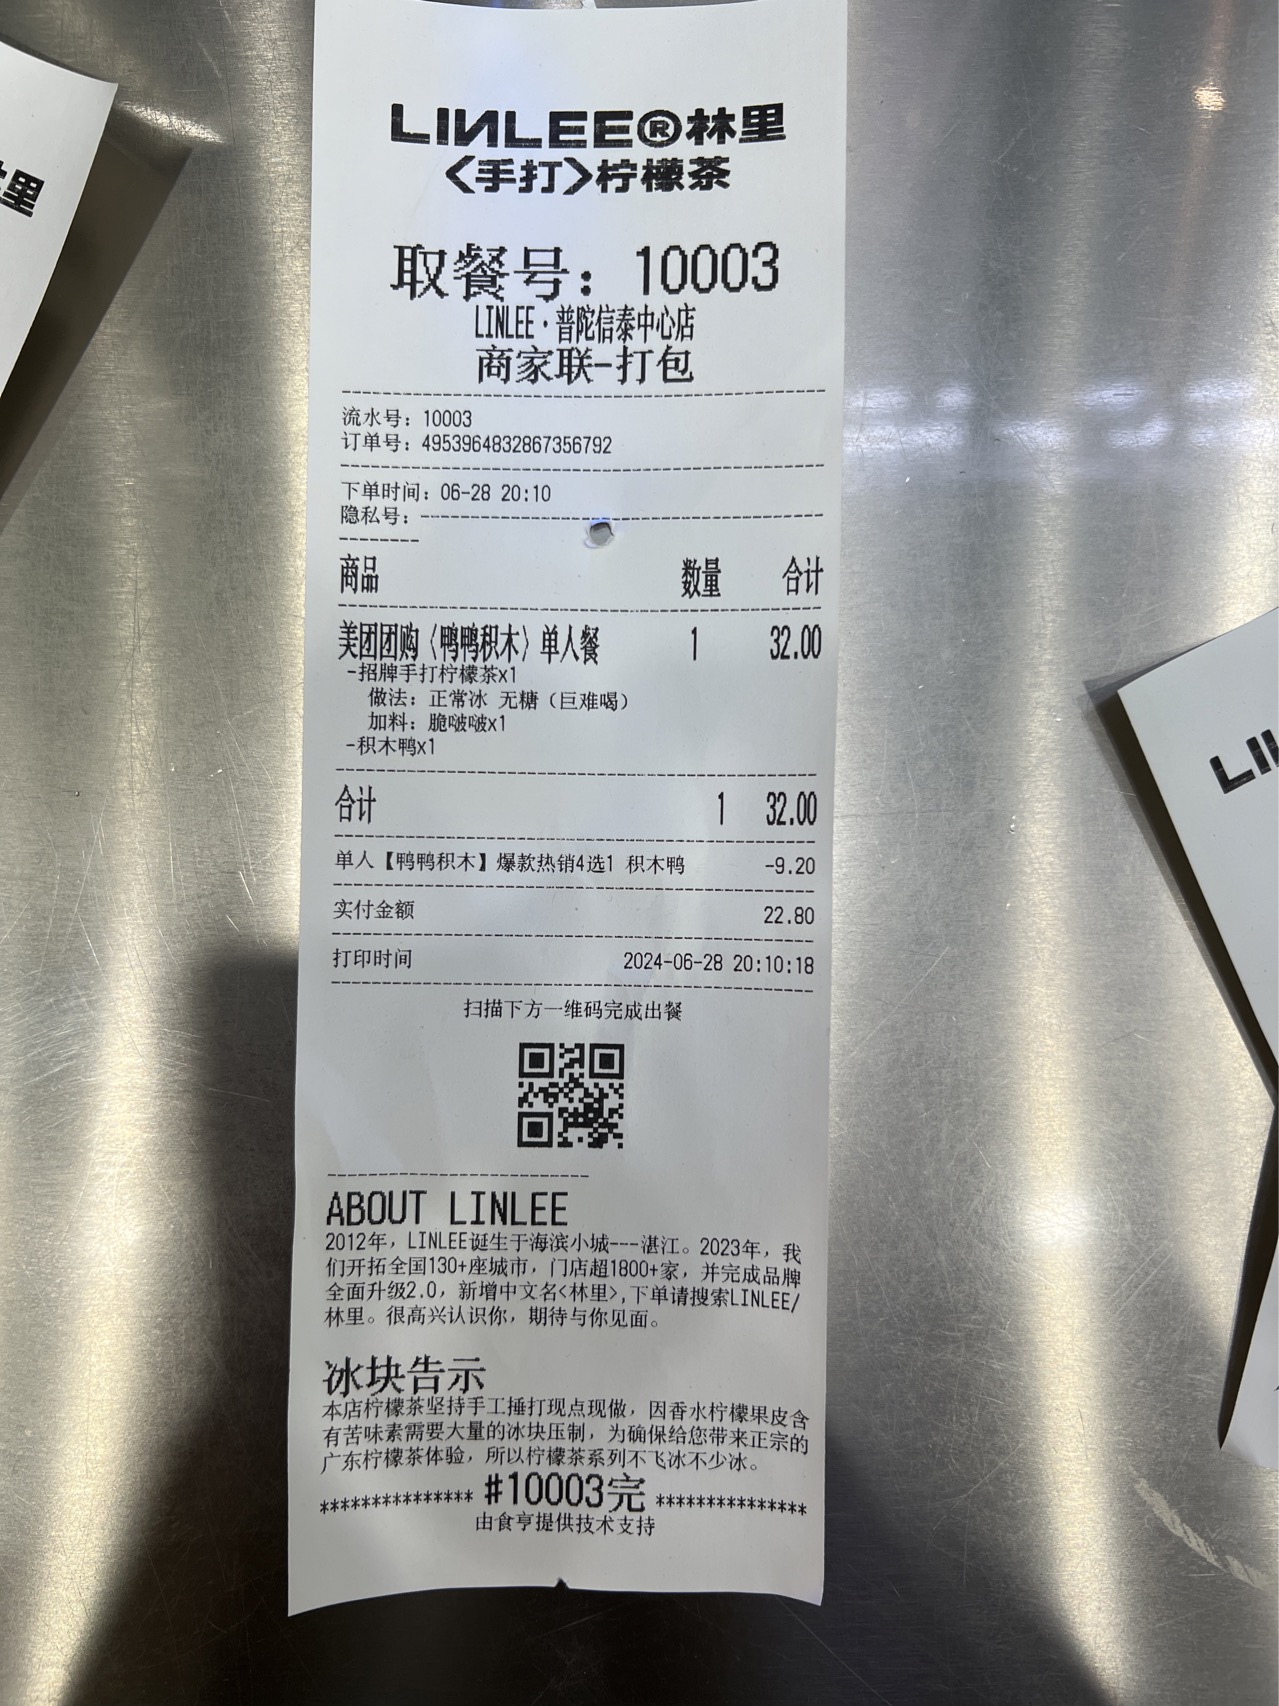 LINLEE®林里
〈手打〉柠檬茶
取餐号：10003
LINLEE·普陀信泰中心店
商家联-打包
流水号：10003
订单号：4953964832867356792
下单时间：06-28 20:10
隐私号：
商品 数量 合计
美团团购〈鸭鸭积木〉单人餐 1 32.00
-招牌手打柠檬茶x1
做法：正常冰 无糖（巨难喝）
加料：脆啵啵x1
-积木鸭x1
合计 1 32.00
单人【鸭鸭积木】爆款热销4选1 积木鸭 -9.20
实付金额 22.80
打印时间 2024-06-28 20:10:18
扫描下方一维码完成出餐
ABOUT LINLEE
2012年，LINLEE诞生于海滨小城---湛江。2023年，我
们开拓全国130+座城市，门店超1800+家，并完成品牌
全面升级2.0，新增中文名<林里>,下单请搜索LINLEE/
林里。很高兴认识你，期待与你见面。
冰块告示
本店柠檬茶坚持手工捶打现点现做，因香水柠檬果皮含
有苦味素需要大量的冰块压制，为确保给您带来正宗的
广东柠檬茶体验，所以柠檬茶系列不飞冰不少冰。
*************** #10003完 ***************
由食亨提供技术支持
里
LI